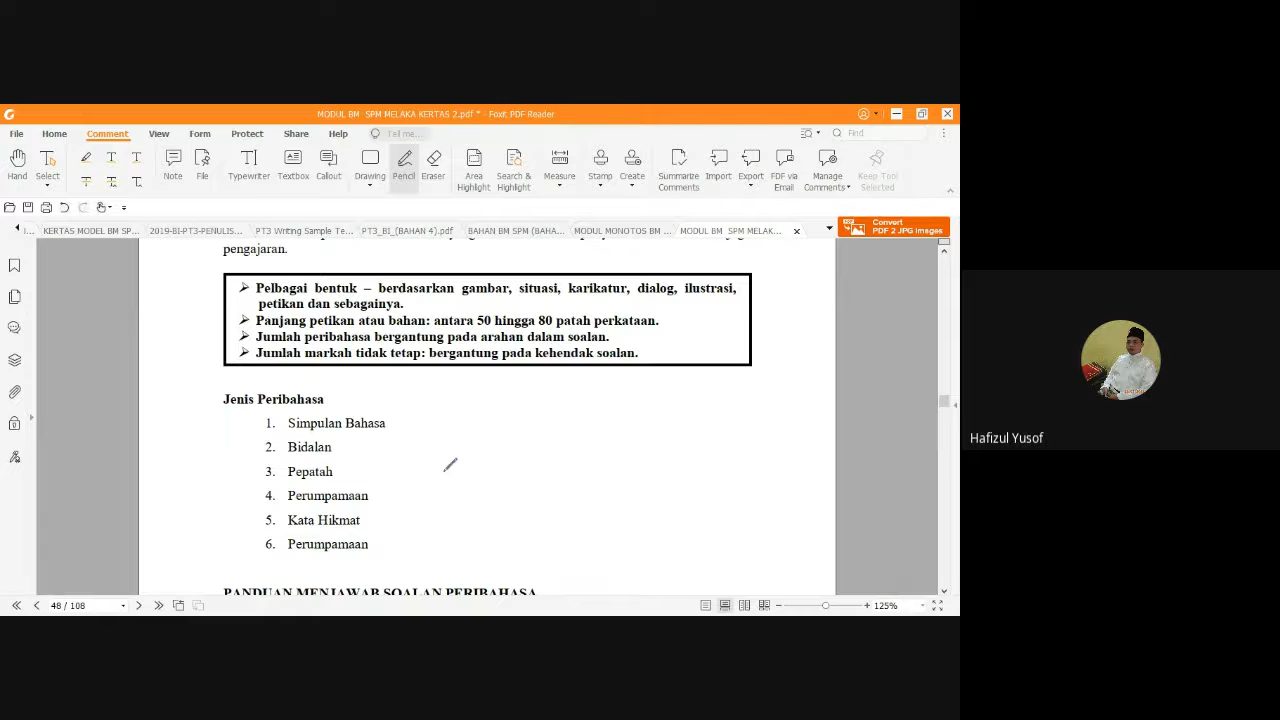 MODUL BM SPM MELAKA KERTAS 2.pdf * - Foxit PDF Reader
File Home Comment View Form Protect Share Help Tell me... Find
Hand Select Note File Typewriter Textbox Callout Drawing Pencil Eraser Area Highlight Search & Highlight Measure Stamp Create Summarize Comments Import Export FDF via Email Manage Comments Keep Tool Selected
I... KERTAS MODEL BM SP... 2019-BI-PT3-PENULIS... PT3 Writing Sample Te... PT3_BI_(BAHAN 4).pdf BAHAN BM SPM (BAHA... MODUL MONOTOS BM ... MODUL BM SPM MELAK... Convert PDF 2 JPG Images
pengajaran.
➢ Pelbagai bentuk – berdasarkan gambar, situasi, karikatur, dialog, ilustrasi,
petikan dan sebagainya.
➢ Panjang petikan atau bahan: antara 50 hingga 80 patah perkataan.
➢ Jumlah peribahasa bergantung pada arahan dalam soalan.
➢ Jumlah markah tidak tetap: bergantung pada kehendak soalan.
Jenis Peribahasa
1. Simpulan Bahasa
2. Bidalan
3. Pepatah
4. Perumpamaan
5. Kata Hikmat
6. Perumpamaan
PANDUAN MENJAWAB SOALAN PERIBAHASA
48 / 108 125%
Hafizul Yusof